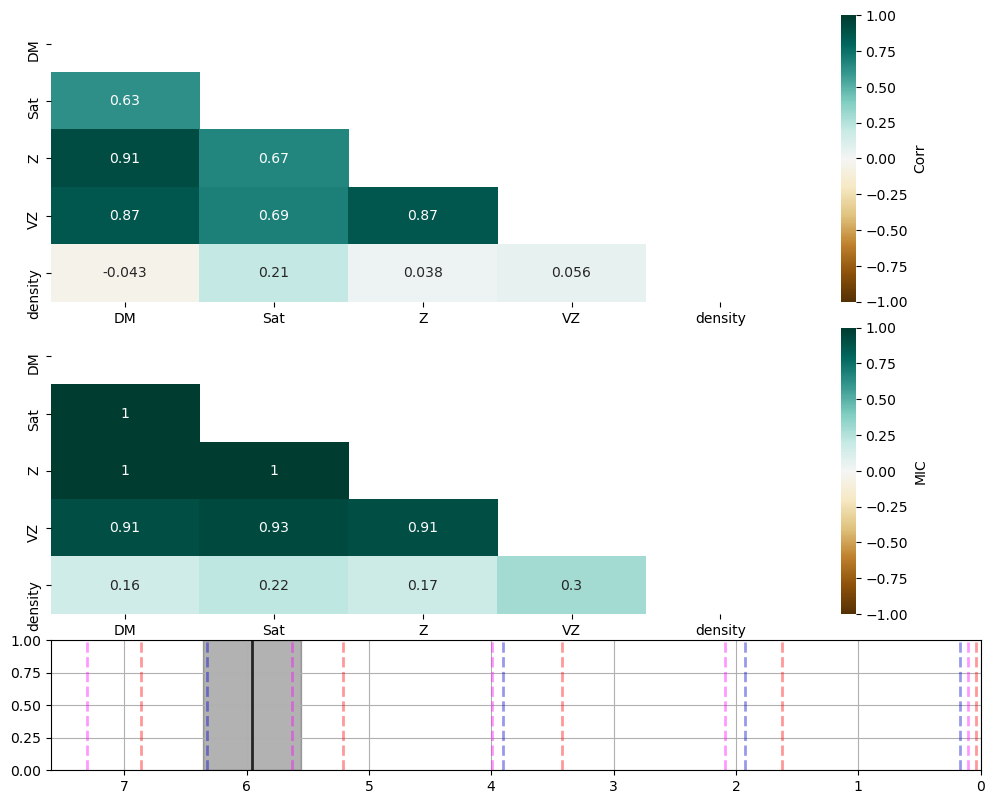 DM
Sat
Z
VZ
density
0.63
0.91 0.67
0.87 0.69 0.87
-0.043 0.21 0.038 0.056
DM Sat Z VZ density
1.00
0.75
0.50
0.25
0.00
−0.25
−0.50
−0.75
−1.00
Corr
DM
Sat
Z
VZ
density
1
1 1
0.91 0.93 0.91
0.16 0.22 0.17 0.3
DM Sat Z VZ density
1.00
0.75
0.50
0.25
0.00
−0.25
−0.50
−0.75
−1.00
MIC
1.00
0.75
0.50
0.25
0.00
7 6 5 4 3 2 1 0